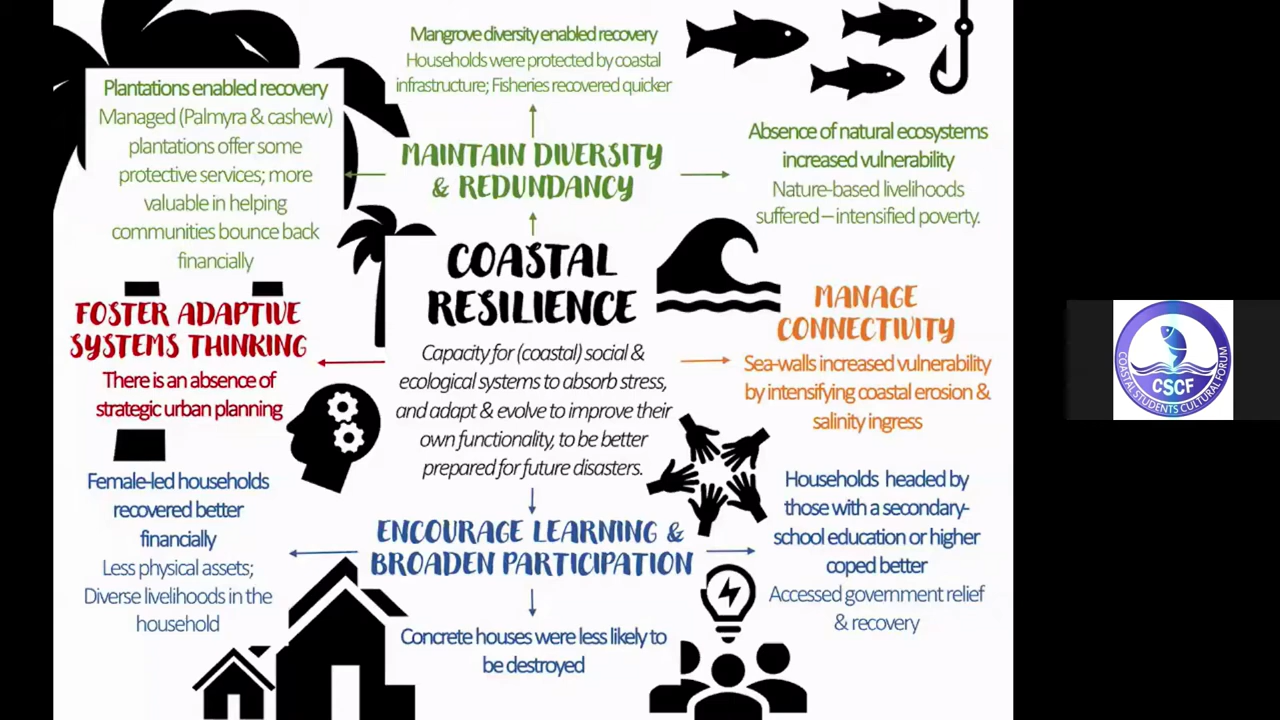 Mangrove diversity enabled recovery
Households were protected by coastal
infrastructure; Fisheries recovered quicker
Plantations enabled recovery
Managed (Palmyra & cashew)
plantations offer some
protective services; more
valuable in helping
communities bounce back
financially
MAINTAIN DIVERSITY
& REDUNDANCY
Absence of natural ecosystems
increased vulnerability
Nature-based livelihoods
suffered – intensified poverty.
COASTAL
RESILIENCE
Capacity for (coastal) social &
ecological systems to absorb stress,
and adapt & evolve to improve their
own functionality, to be better
prepared for future disasters.
FOSTER ADAPTIVE
SYSTEMS THINKING
There is an absence of
strategic urban planning
MANAGE
CONNECTIVITY
Sea-walls increased vulnerability
by intensifying coastal erosion &
salinity ingress
ENCOURAGE LEARNING &
BROADEN PARTICIPATION
Female-led households
recovered better
financially
Less physical assets;
Diverse livelihoods in the
household
Concrete houses were less likely to
be destroyed
Households headed by
those with a secondary-
school education or higher
coped better
Accessed government relief
& recovery
COASTAL STUDENTS CULTURAL FORUM
CSCF